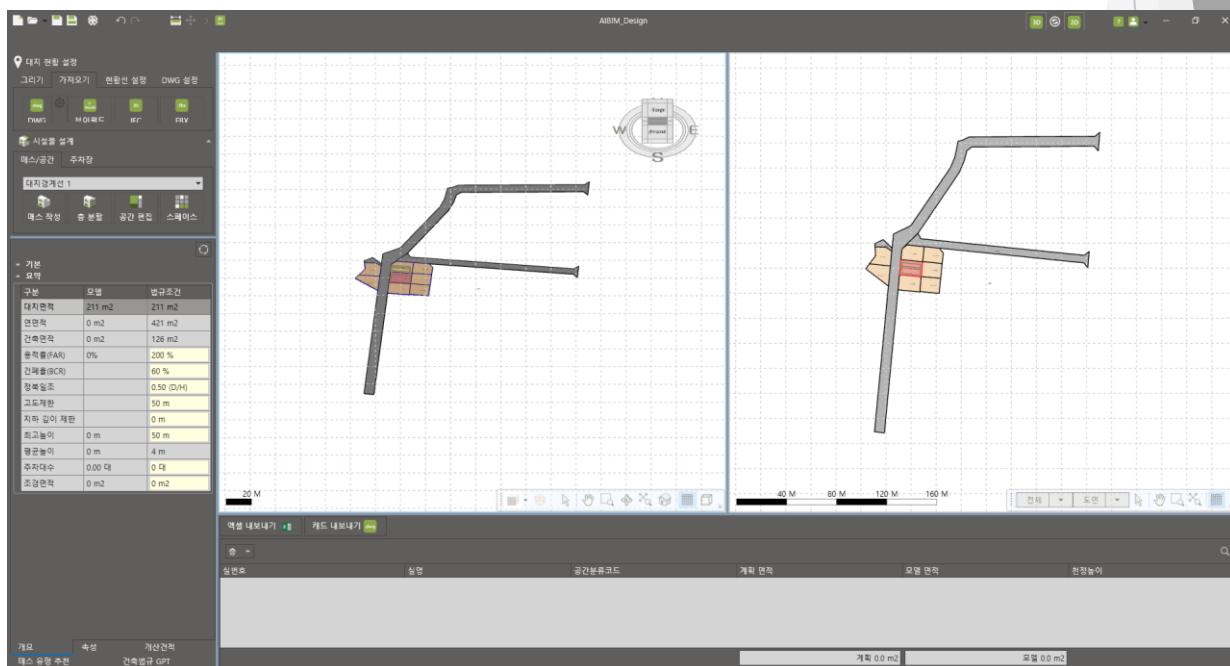 AIBIM_Design
3D 2D ?
대지 현황 설정
그리기 가져오기 현황선 설정 DWG 설정
DWG 브이월드 IFC FBX
시설물 설계
매스/공간 주차장
대지경계선 1
매스 작성 층 분할 공간 편집 스페이스
기본
요약
구분 모델 법규조건
대지면적 211 m2 211 m2
연면적 0 m2 421 m2
건축면적 0 m2 126 m2
용적률(FAR) 0% 200 %
건폐율(BCR) 60 %
정북일조 0.50 (D/H)
고도제한 50 m
지하 깊이 제한 0 m
최고높이 0 m 50 m
평균높이 0 m 4 m
주차대수 0.00 대 0 대
조경면적 0 m2 0 m2
개요 속성 개산견적
매스 유형 추천 건축법규 GPT
Top
Front
W E
S
20 M
40 M 80 M 120 M 160 M
전체 도면
엑셀 내보내기 캐드 내보내기
층
실번호 실명 공간분류코드 계획 면적 모델 면적 천정높이
계획 0.0 m2 모델 0.0 m2